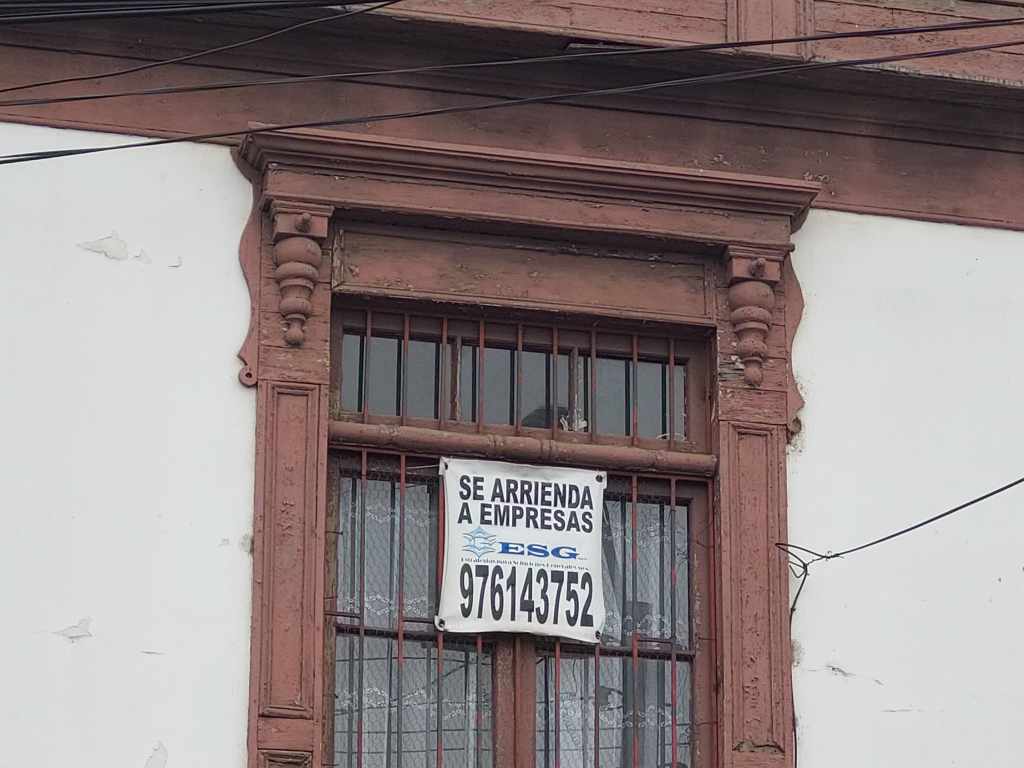 SE ARRIENDA
A EMPRESAS
ESG
976143752